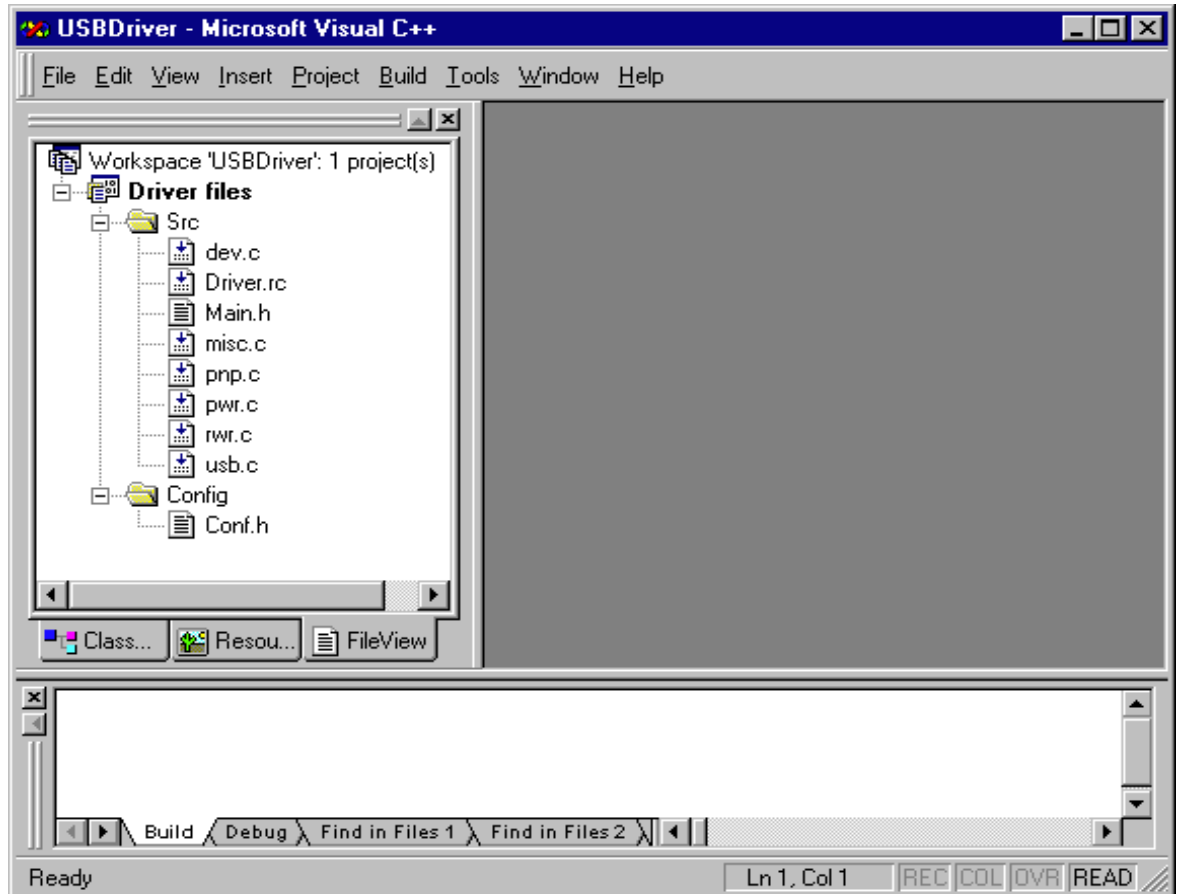 USBDriver - Microsoft Visual C++
File Edit View Insert Project Build Tools Window Help
Workspace 'USBDriver': 1 project(s)
Driver files
Src
dev.c
Driver.rc
Main.h
misc.c
pnp.c
pwr.c
rwr.c
usb.c
Config
Conf.h
Class... Resou... FileView
Build Debug Find in Files 1 Find in Files 2
Ready Ln 1, Col 1 REC COL OVR READ